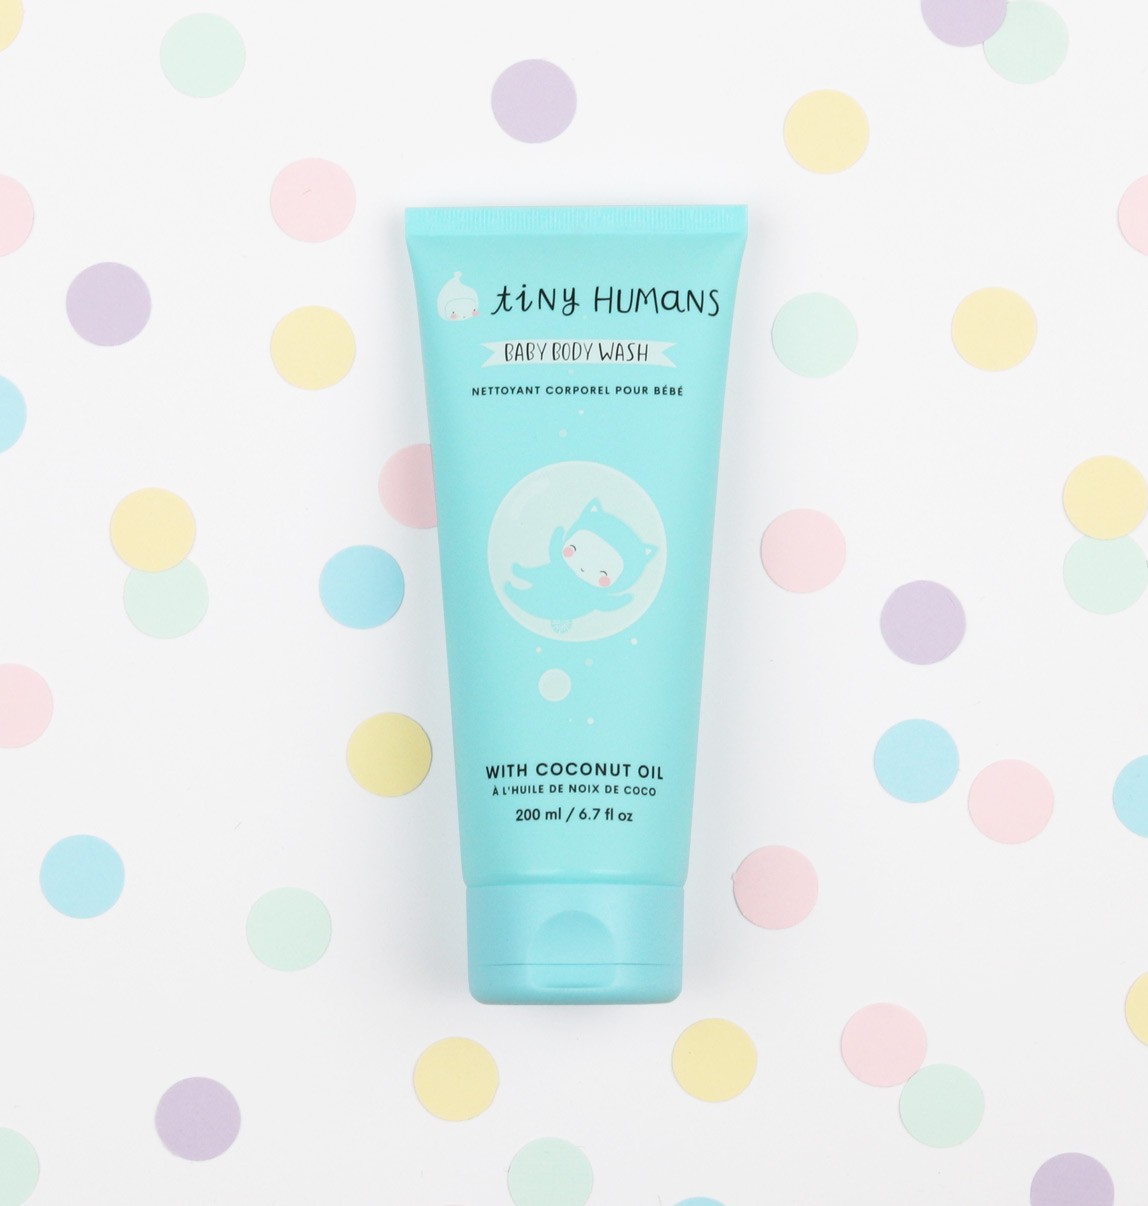 tiny HUMANS
BABY BODY WASH
NETTOYANT CORPOREL POUR BÉBÉ
WITH COCONUT OIL
À L'HUILE DE NOIX DE COCO
200 ml / 6.7 fl oz